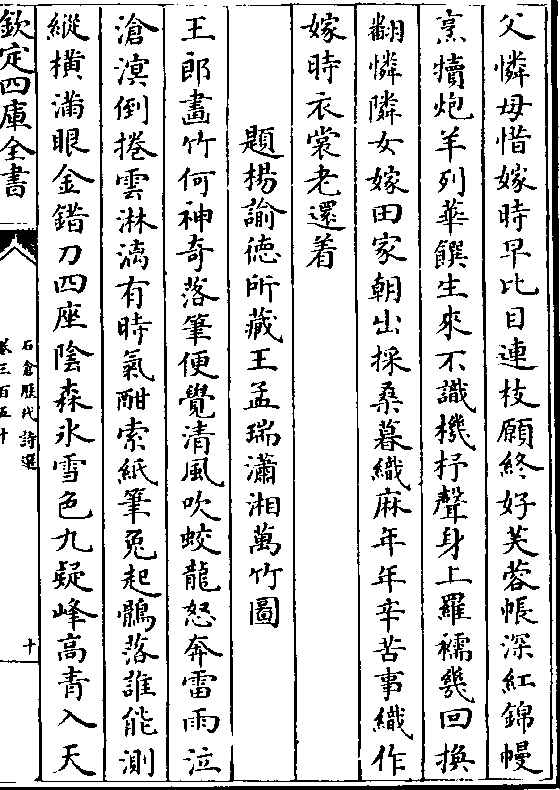 父憐母惜嫁時早比目連枝願終好芙蓉帳深紅錦幔
烹犢炮羊列華饌生來不識機杼聲身上羅襦幾回換
翻憐隣女嫁田家朝出採桑暮織麻年年辛苦事織作
嫁時衣裳老還着
題楊諭徳所藏王孟瑞瀟湘萬竹圖
王郎畫竹何神奇落筆便覺清風吹蛟龍怒奔雷雨泣
滄溟倒捲雲淋漓有時氣酣索紙筆兎起鶻落誰能測
縱横滿眼金錯刀四座陰森氷雪色九疑峰高青入天
欽定四庫全書
石倉歷代詩選
卷三百五十
十